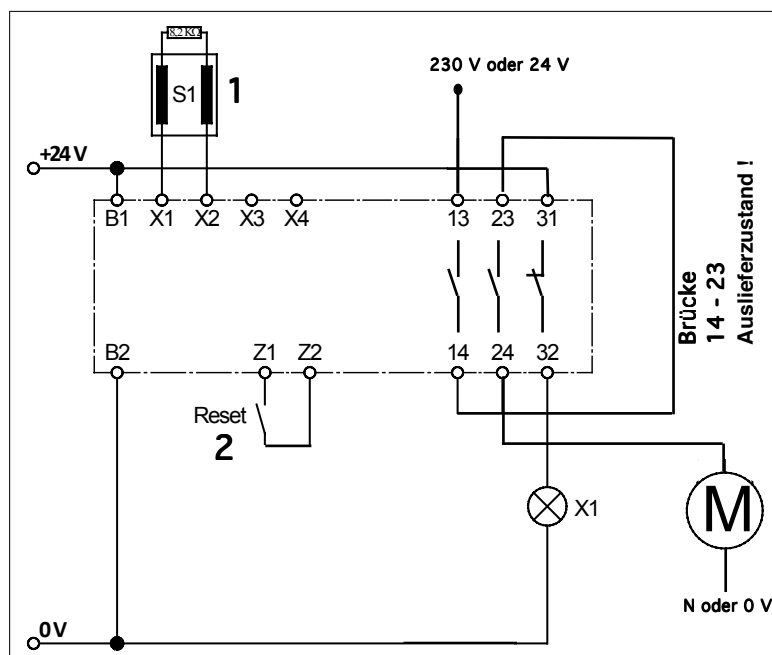 8,2 KΩ
S1
1
230 V oder 24 V
+24 V
B1 X1 X2 X3 X4 13 23 31
Brücke
14 - 23
Auslieferzustand !
B2 Z1 Z2 14 24 32
Reset
2
X1
M
N oder 0 V
0 V